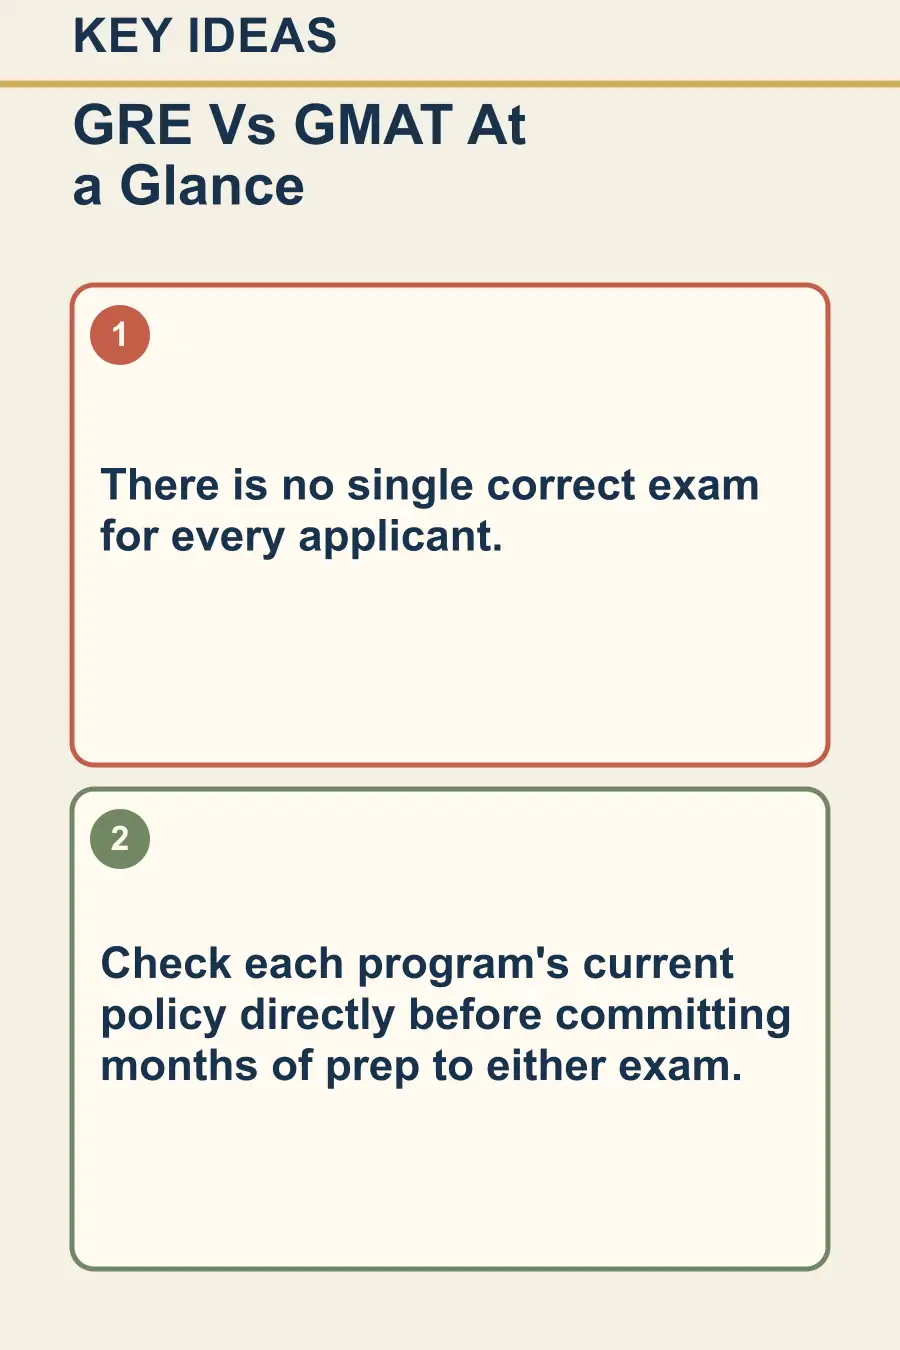 KEY IDEAS
GRE Vs GMAT At
a Glance
1
There is no single correct exam
for every applicant.
2
Check each program's current
policy directly before committing
months of prep to either exam.